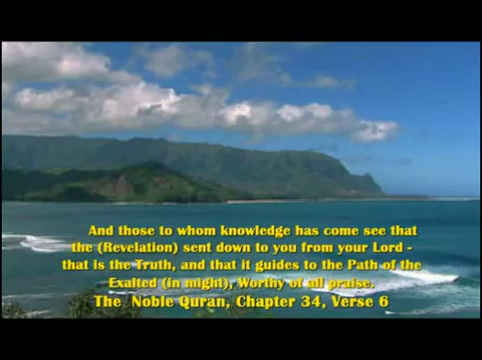 And those to whom knowledge has come see that
the (Revelation) sent down to you from your Lord -
that is the Truth, and that it guides to the Path of the
Exalted (in might), Worthy of all praise.
The Noble Quran, Chapter 34, Verse 6